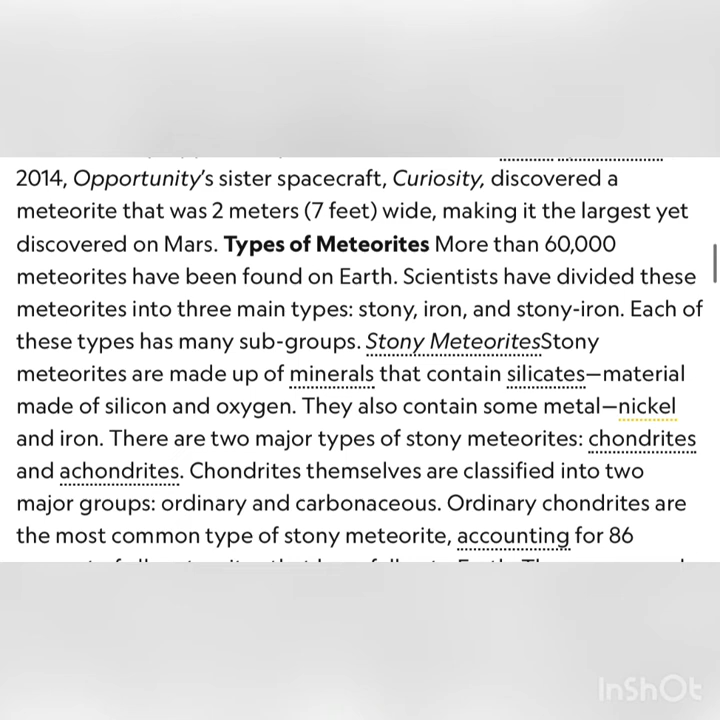 2014, Opportunity's sister spacecraft, Curiosity, discovered a
meteorite that was 2 meters (7 feet) wide, making it the largest yet
discovered on Mars. Types of Meteorites More than 60,000
meteorites have been found on Earth. Scientists have divided these
meteorites into three main types: stony, iron, and stony-iron. Each of
these types has many sub-groups. Stony MeteoritesStony
meteorites are made up of minerals that contain silicates—material
made of silicon and oxygen. They also contain some metal—nickel
and iron. There are two major types of stony meteorites: chondrites
and achondrites. Chondrites themselves are classified into two
major groups: ordinary and carbonaceous. Ordinary chondrites are
the most common type of stony meteorite, accounting for 86
InShOt